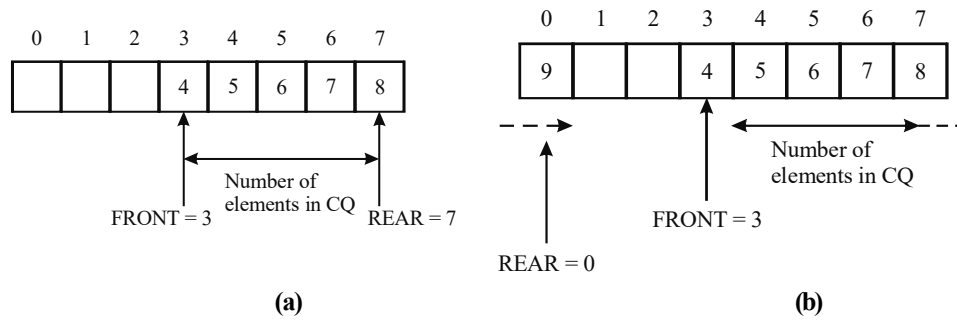 0 1 2 3 4 5 6 7
4 5 6 7 8
Number of
elements in CQ
FRONT = 3
REAR = 7
(a)
0 1 2 3 4 5 6 7
9 4 5 6 7 8
Number of
elements in CQ
FRONT = 3
REAR = 0
(b)